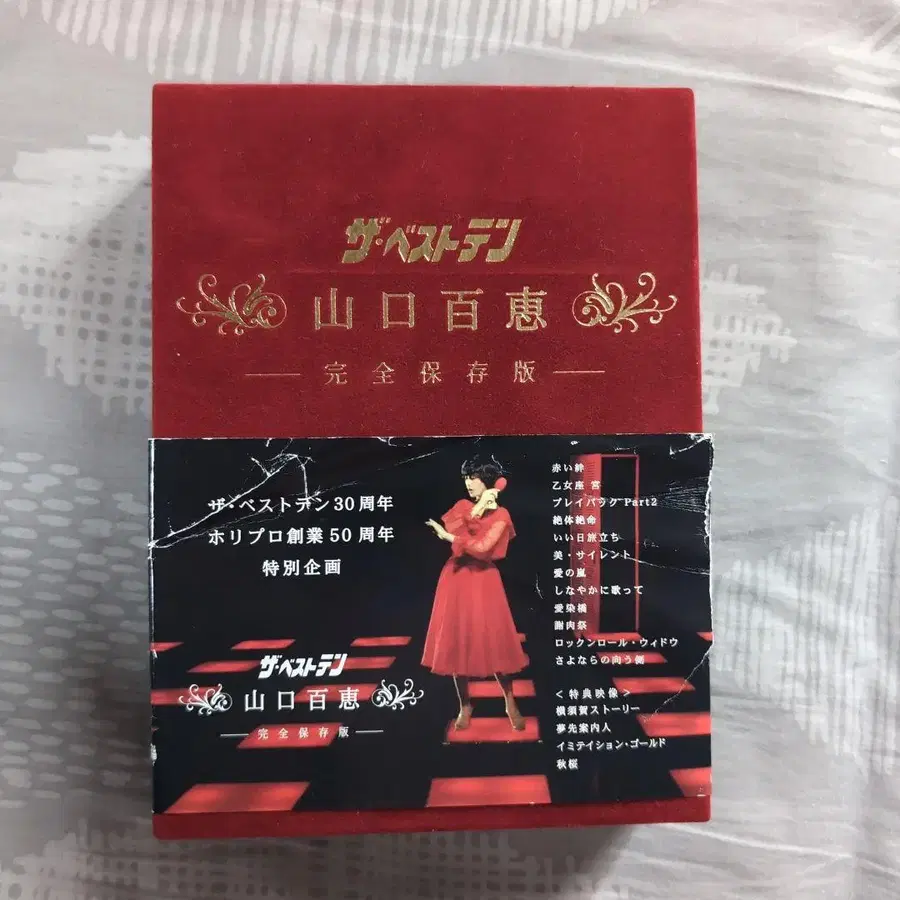 ザ・ベストテン
山口百恵
完全保存版
ザ・ベストテン30周年
ホリプロ創業50周年
特別企画
ザ・ベストテン
山口百恵
完全保存版
赤い絆
乙女座 宮
プレイバック Part2
絶体絶命
いい日旅立ち
美・サイレント
愛の嵐
しなやかに歌って
愛染橋
謝肉祭
ロックンロール・ウィドウ
さよならの向う側
<特典映像>
横須賀ストーリー
夢先案内人
イミテイション・ゴールド
秋桜